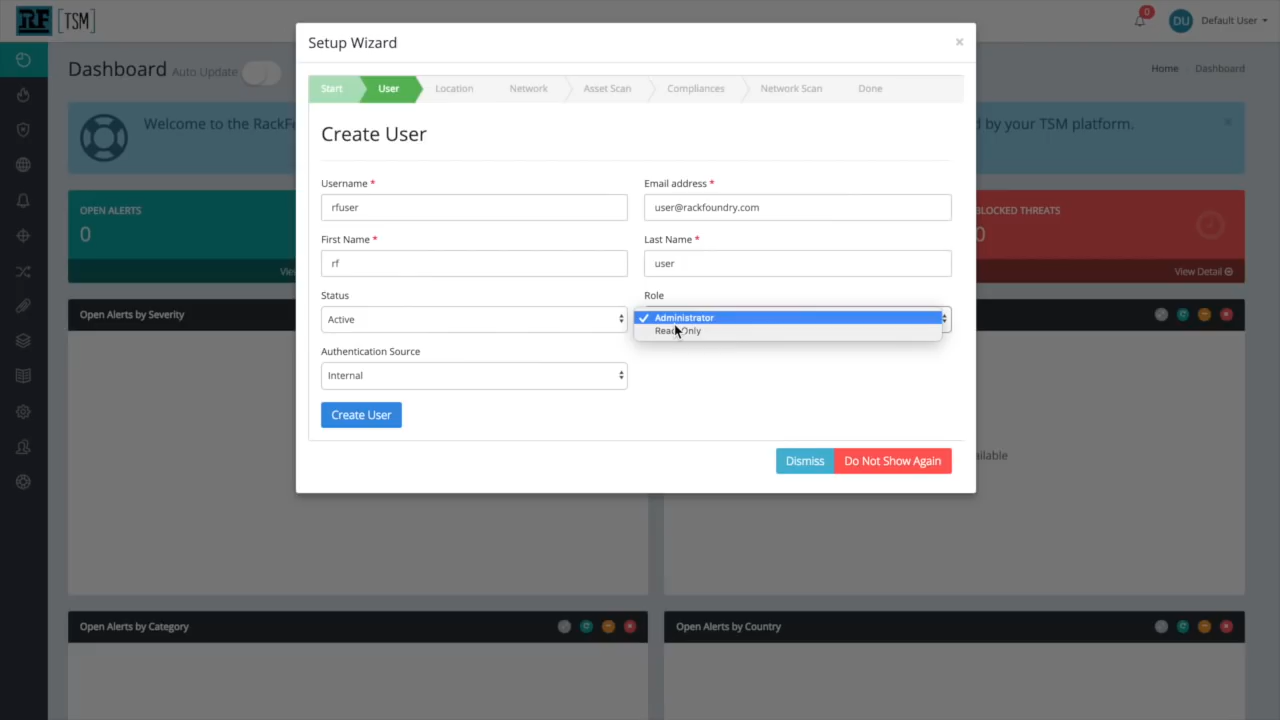 RF [TSM]
0
DU Default User
Setup Wizard ×
Dashboard Auto Update
Home Dashboard
Start User Location Network Asset Scan Compliances Network Scan Done
Welcome to the RackFo
d by your TSM platform. ×
Create User
Username * Email address *
rfuser user@rackfoundry.com
OPEN ALERTS
0
BLOCKED THREATS
0
First Name * Last Name *
rf user
View Detail
Status Role
Active
Administrator
Read Only
Open Alerts by Severity
Authentication Source
Internal
Create User
Dismiss Do Not Show Again
ailable
Open Alerts by Category
Open Alerts by Country